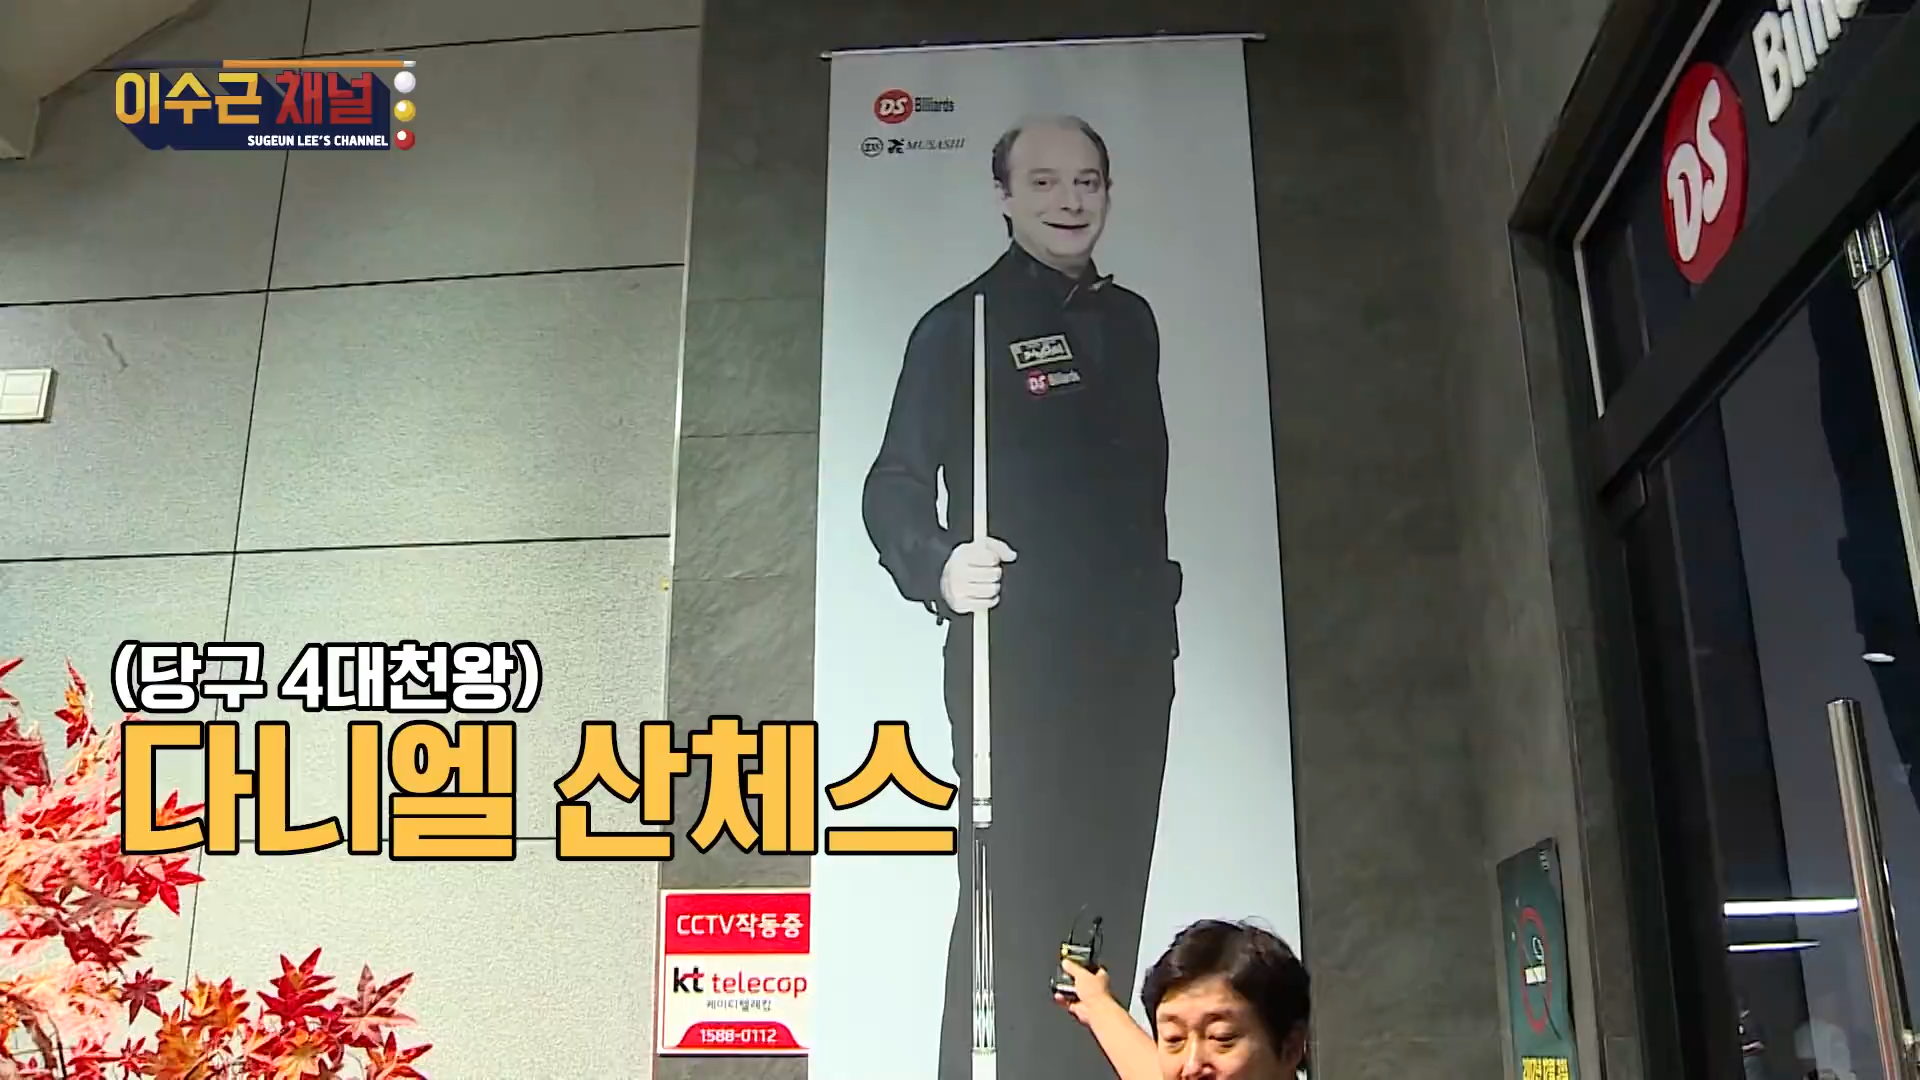 이수근 채널
SUGEUN LEE'S CHANNEL
DS Billiards
MUSASHI
DS Billiards
DS
(당구 4대천왕)
다니엘 산체스
CCTV작동중
kt telecop
케이티텔레캅
1588-0112